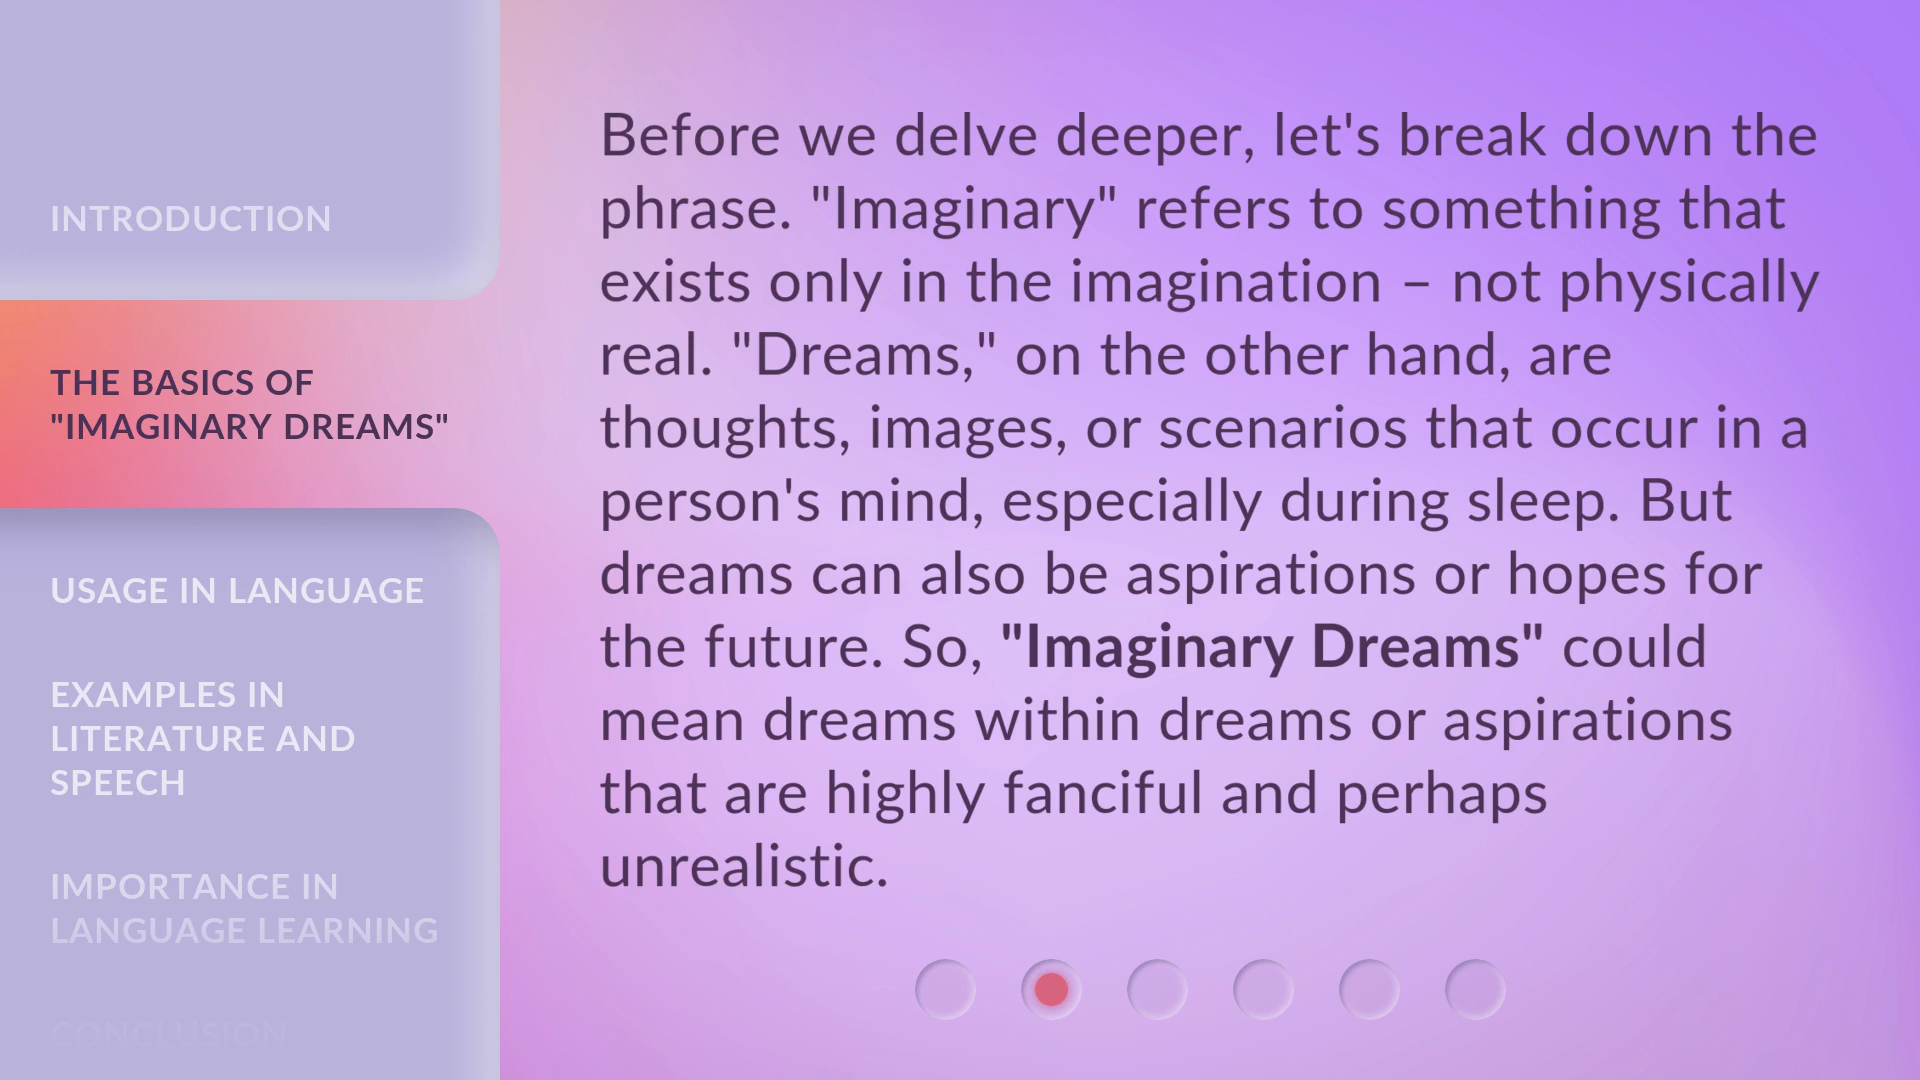 INTRODUCTION
THE BASICS OF
"IMAGINARY DREAMS"
USAGE IN LANGUAGE
EXAMPLES IN
LITERATURE AND
SPEECH
IMPORTANCE IN
LANGUAGE LEARNING
CONCLUSION
Before we delve deeper, let's break down the
phrase. "Imaginary" refers to something that
exists only in the imagination – not physically
real. "Dreams," on the other hand, are
thoughts, images, or scenarios that occur in a
person's mind, especially during sleep. But
dreams can also be aspirations or hopes for
the future. So, "Imaginary Dreams" could
mean dreams within dreams or aspirations
that are highly fanciful and perhaps
unrealistic.